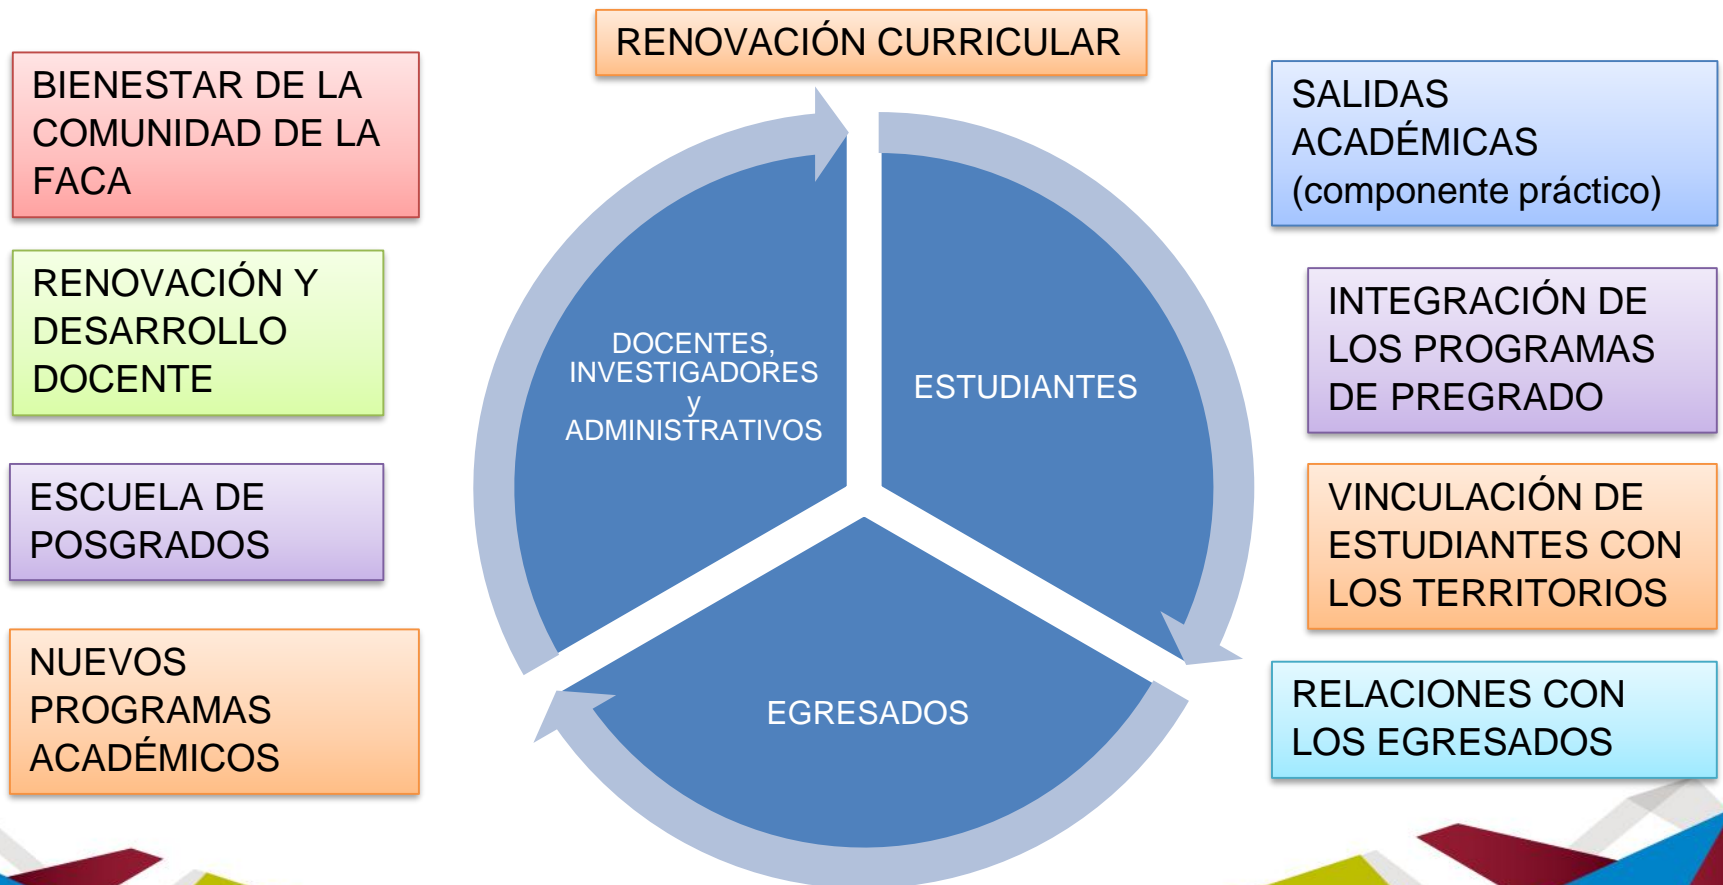 RENOVACIÓN CURRICULAR
BIENESTAR DE LA
COMUNIDAD DE LA
FACA
RENOVACIÓN Y
DESARROLLO
DOCENTE
ESCUELA DE
POSGRADOS
NUEVOS
PROGRAMAS
ACADÉMICOS
DOCENTES,
INVESTIGADORES
y
ADMINISTRATIVOS
ESTUDIANTES
EGRESADOS
SALIDAS
ACADÉMICAS
(componente práctico)
INTEGRACIÓN DE
LOS PROGRAMAS
DE PREGRADO
VINCULACIÓN DE
ESTUDIANTES CON
LOS TERRITORIOS
RELACIONES CON
LOS EGRESADOS